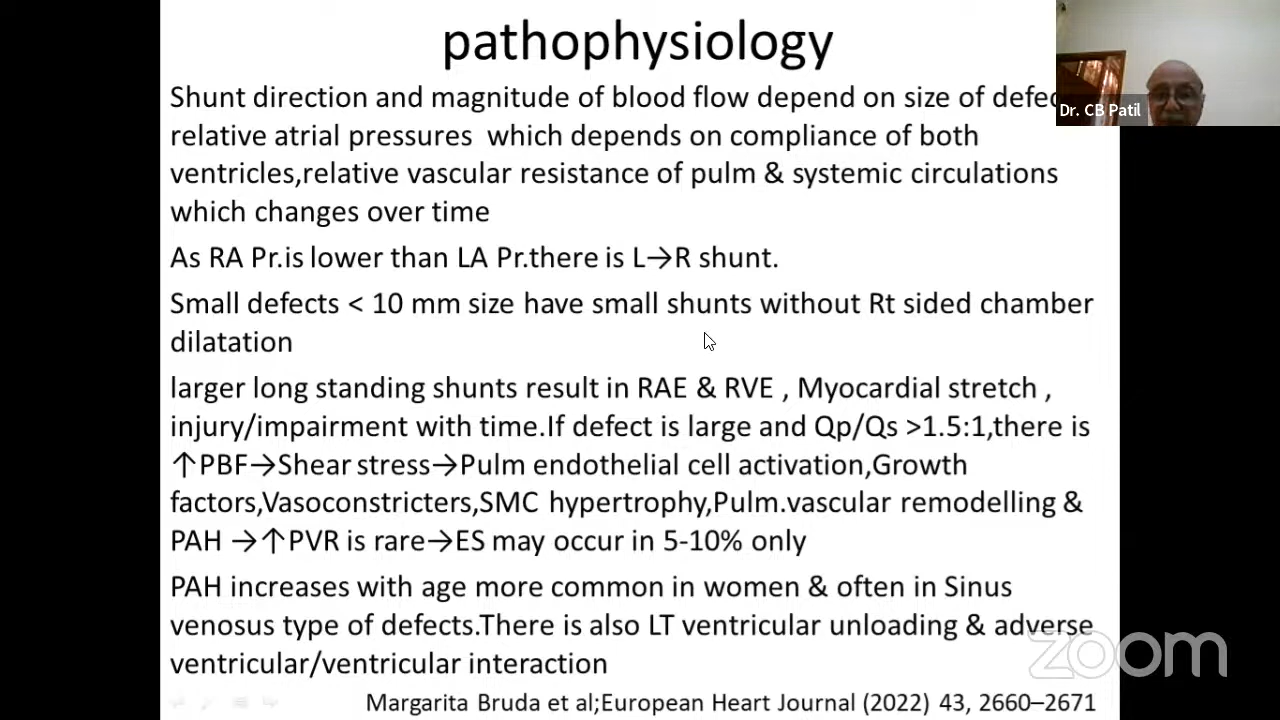 pathophysiology
Shunt direction and magnitude of blood flow depend on size of
relative atrial pressures which depends on compliance of both
ventricles,relative vascular resistance of pulm & systemic circulations
which changes over time
As RA Pr.is lower than LA Pr.there is L→R shunt.
Small defects < 10 mm size have small shunts without Rt sided chamber
dilatation
larger long standing shunts result in RAE & RVE , Myocardial stretch ,
injury/impairment with time.If defect is large and Qp/Qs >1.5:1,there is
↑PBF→Shear stress→Pulm endothelial cell activation,Growth
factors,Vasoconstricters,SMC hypertrophy,Pulm.vascular remodelling &
PAH →↑PVR is rare→ES may occur in 5-10% only
PAH increases with age more common in women & often in Sinus
venosus type of defects.There is also LT ventricular unloading & adverse
ventricular/ventricular interaction
Margarita Bruda et al;European Heart Journal (2022) 43, 2660–2671
Dr. CB Patil
zoom